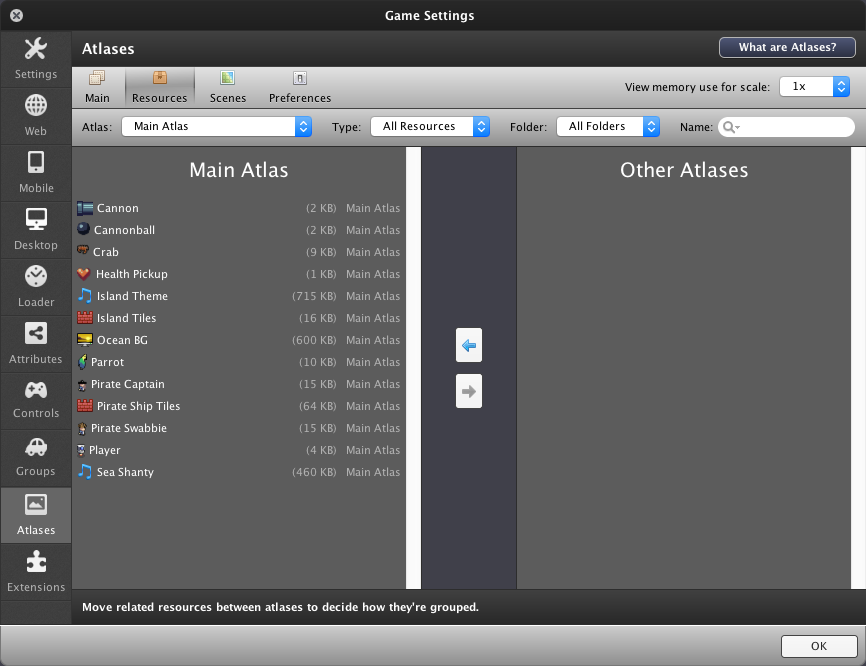 Game Settings
Settings
Web
Mobile
Desktop
Loader
Attributes
Controls
Groups
Atlases
Extensions
Atlases
What are Atlases?
Main
Resources
Scenes
Preferences
View memory use for scale: 1x
Atlas: Main Atlas Type: All Resources Folder: All Folders Name:
Main Atlas
Cannon (2 KB) Main Atlas
Cannonball (2 KB) Main Atlas
Crab (9 KB) Main Atlas
Health Pickup (1 KB) Main Atlas
Island Theme (715 KB) Main Atlas
Island Tiles (16 KB) Main Atlas
Ocean BG (600 KB) Main Atlas
Parrot (10 KB) Main Atlas
Pirate Captain (15 KB) Main Atlas
Pirate Ship Tiles (64 KB) Main Atlas
Pirate Swabbie (15 KB) Main Atlas
Player (4 KB) Main Atlas
Sea Shanty (460 KB) Main Atlas
Other Atlases
Move related resources between atlases to decide how they're grouped.
OK